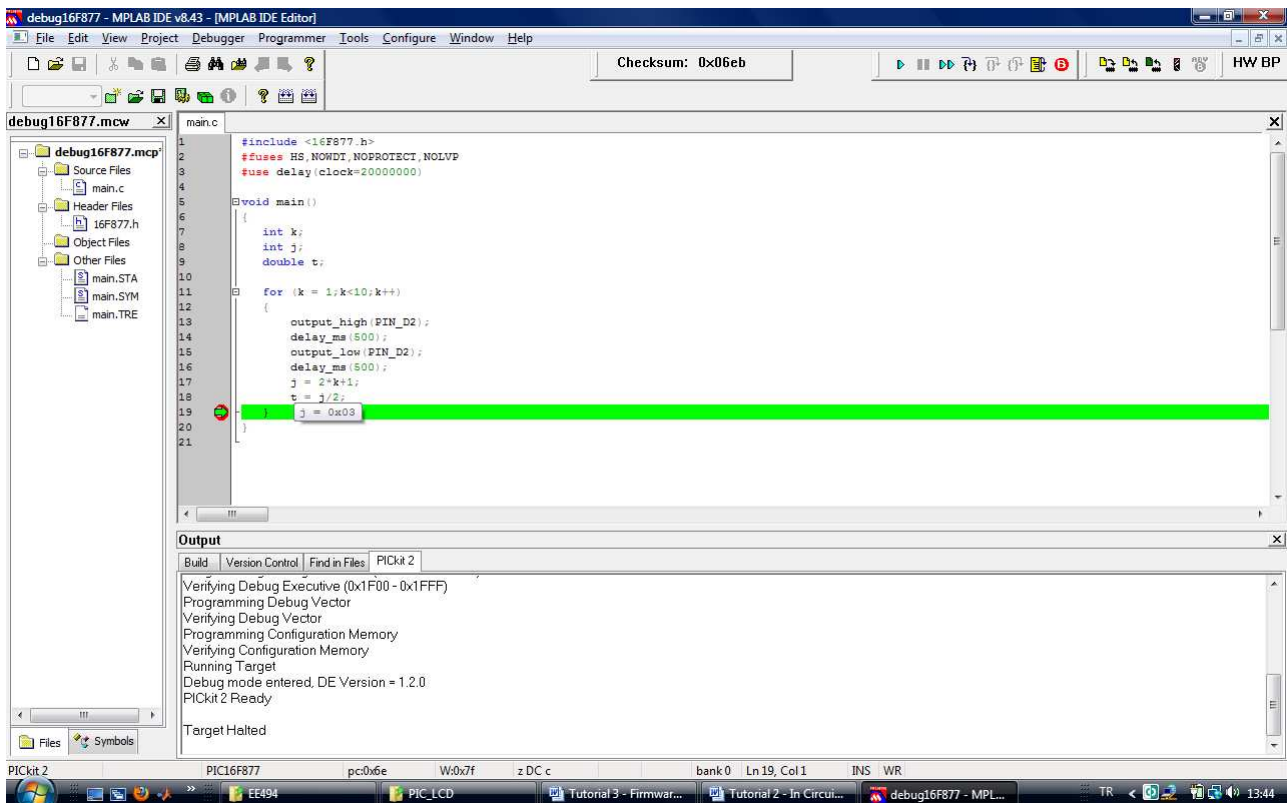 debug16F877 - MPLAB IDE v8.43 - [MPLAB IDE Editor]
File Edit View Project Debugger Programmer Tools Configure Window Help
Checksum: 0x06eb
HW BP
debug16F877.mcw
main.c
debug16F877.mcp
Source Files
main.c
Header Files
16F877.h
Object Files
Other Files
main.STA
main.SYM
main.TRE
1 #include <16F877.h>
2 #fuses HS,NOWDT,NOPROTECT,NOLVP
3 #use delay(clock=20000000)
4
5 void main()
6 {
7 int k;
8 int j;
9 double t;
10
11 for (k = 1;k<10;k++)
12 {
13 output_high(PIN_D2);
14 delay_ms(500);
15 output_low(PIN_D2);
16 delay_ms(500);
17 j = 2*k+1;
18 t = j/2;
19 } j = 0x03
20 }
21
Output
Build Version Control Find in Files PICkit 2
Verifying Debug Executive (0x1F00 - 0x1FFF)
Programming Debug Vector
Verifying Debug Vector
Programming Configuration Memory
Verifying Configuration Memory
Running Target
Debug mode entered, DE Version = 1.2.0
PICkit 2 Ready
Target Halted
Files Symbols
PICkit 2 PIC16F877 pc:0x6e W:0x7f z DC c bank 0 Ln 19, Col 1 INS WR
EE494 PIC_LCD Tutorial 3 - Firmwar... Tutorial 2 - In Circui... debug16F877 - MPL... TR 13:44